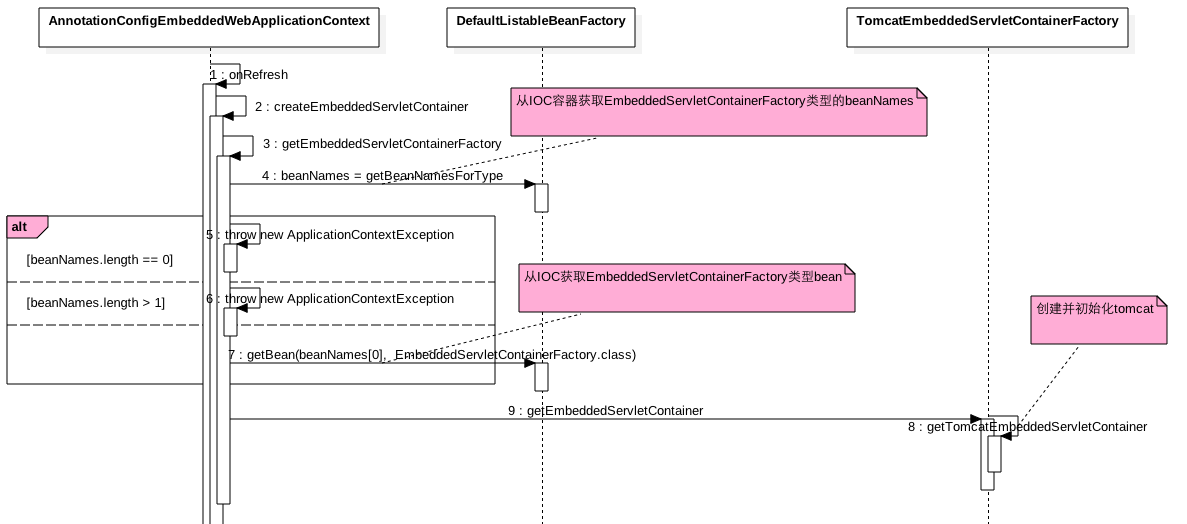 AnnotationConfigEmbeddedWebApplicationContext
DefaultListableBeanFactory
TomcatEmbeddedServletContainerFactory
1 : onRefresh
2 : createEmbeddedServletContainer
从IOC容器获取EmbeddedServletContainerFactory类型的beanNames
3 : getEmbeddedServletContainerFactory
4 : beanNames = getBeanNamesForType
alt
5 : throw new ApplicationContextException
[beanNames.length == 0]
从IOC获取EmbeddedServletContainerFactory类型bean
6 : throw new ApplicationContextException
[beanNames.length > 1]
创建并初始化tomcat
7 : getBean(beanNames[0], EmbeddedServletContainerFactory.class)
9 : getEmbeddedServletContainer
8 : getTomcatEmbeddedServletContainer